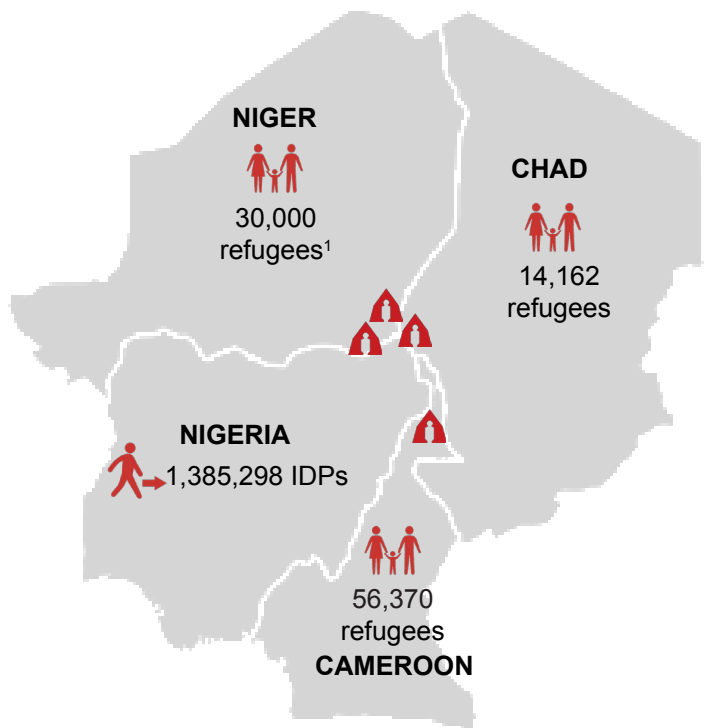 NIGER
30,000
refugees¹
CHAD
14,162
refugees
NIGERIA
1,385,298 IDPs
56,370
refugees
CAMEROON